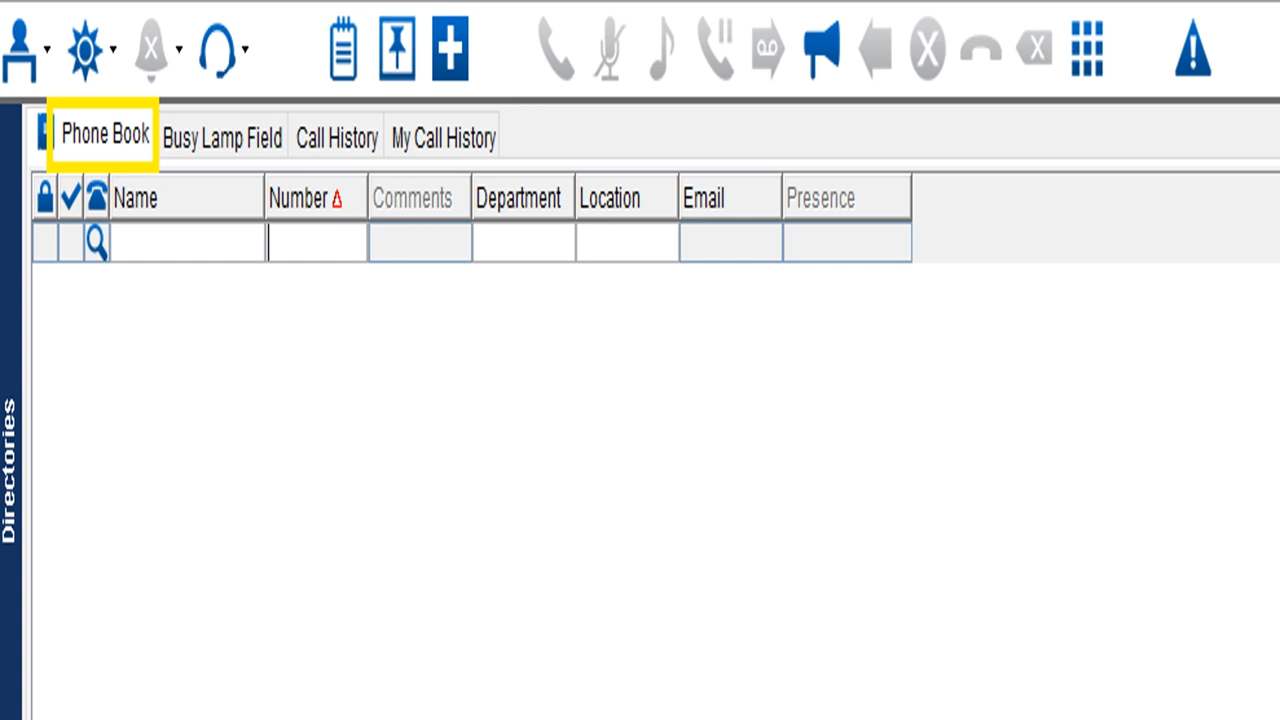 Phone Book Busy Lamp Field Call History My Call History
Name Number Comments Department Location Email Presence
Directories